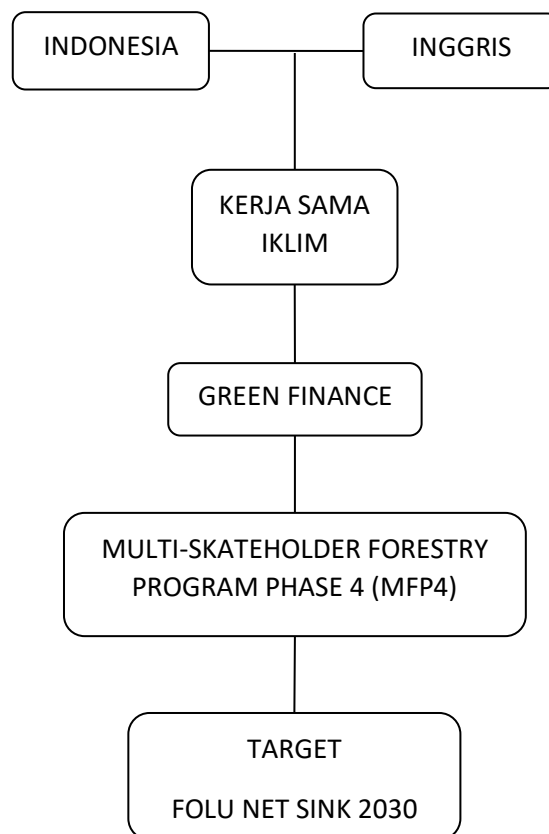 INDONESIA
INGGRIS
KERJA SAMA
IKLIM
GREEN FINANCE
MULTI-SKATEHOLDER FORESTRY
PROGRAM PHASE 4 (MFP4)
TARGET
FOLU NET SINK 2030